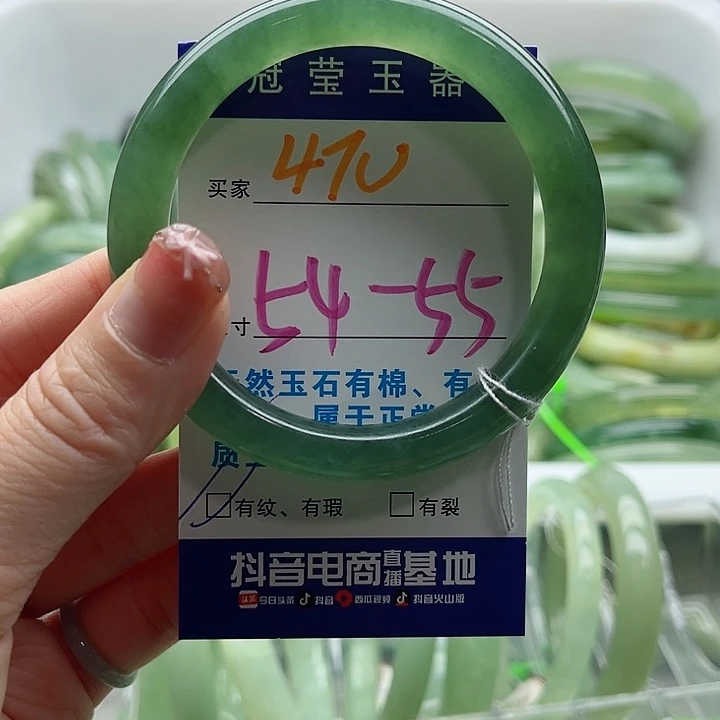 冠莹玉器
买家 470
寸 54-55
然玉石有棉、有
属于正常
质
有纹、有瑕 有裂
抖音电商直播基地
今日头条 抖音 西瓜视频 抖音火山版